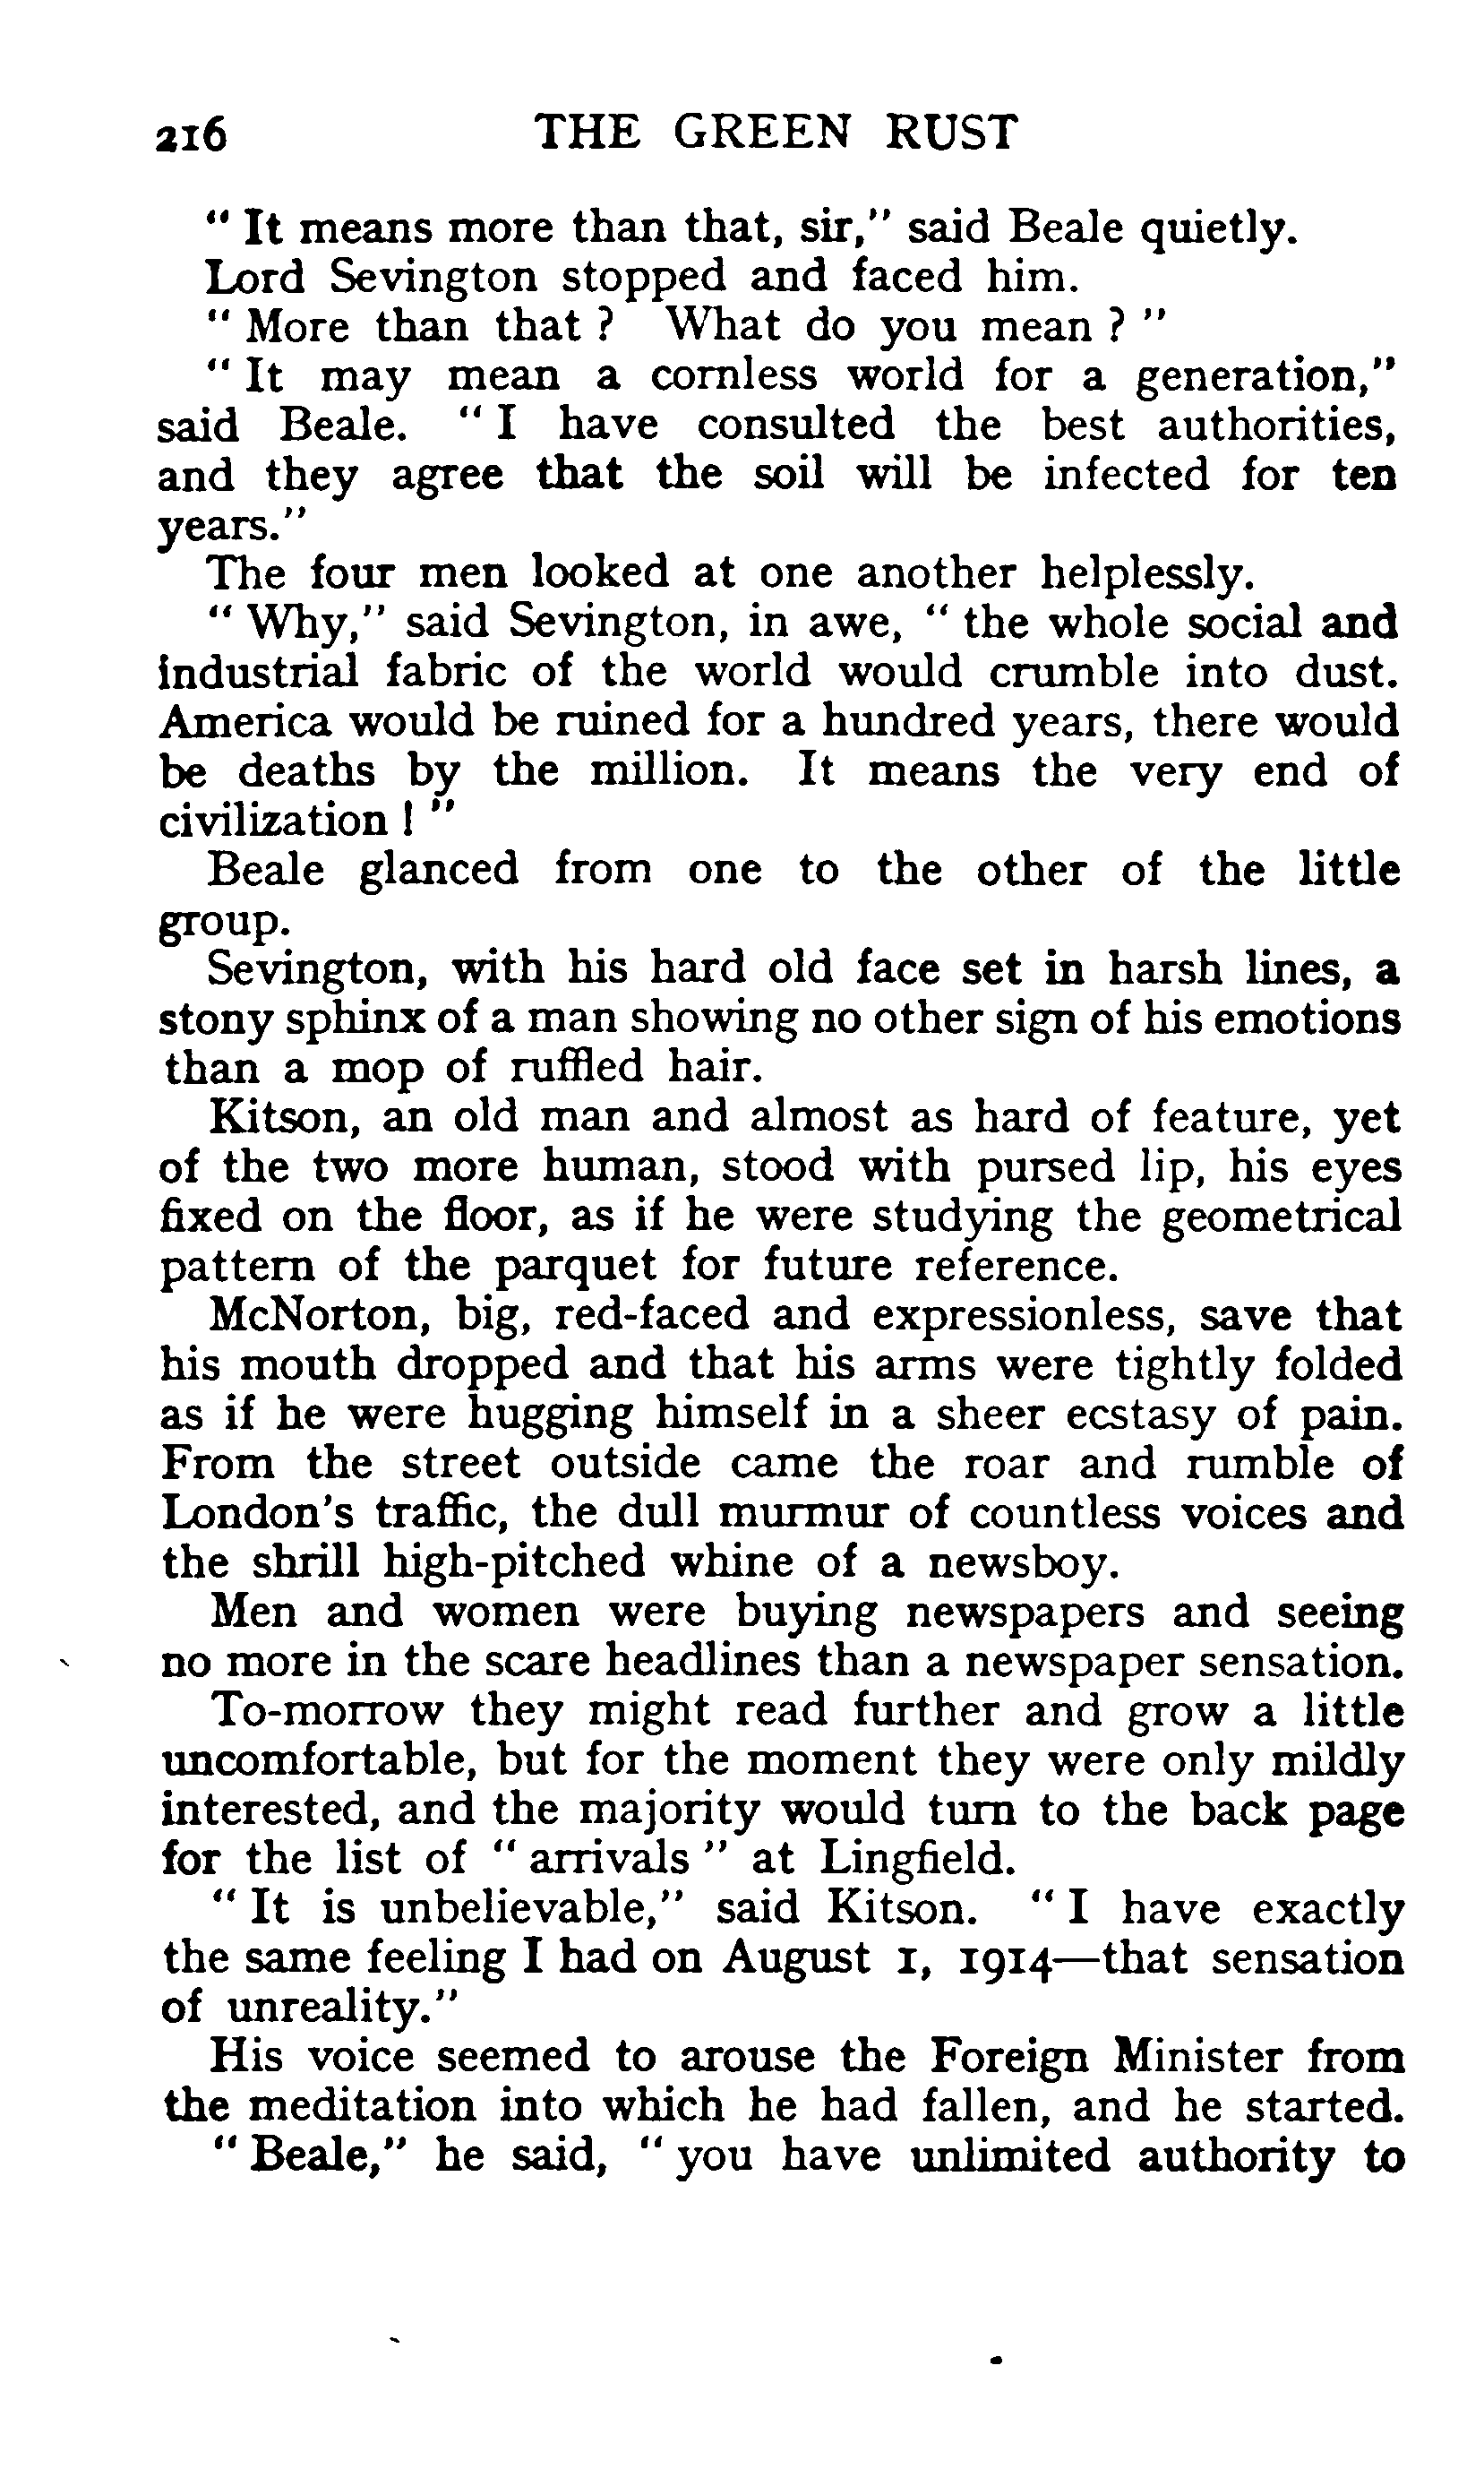 216 THE GREEN RUST
" It means more than that, sir," said Beale quietly.
Lord Sevington stopped and faced him.
" More than that ? What do you mean ? "
" It may mean a cornless world for a generation,"
said Beale. " I have consulted the best authorities,
and they agree that the soil will be infected for ten
years."
The four men looked at one another helplessly.
" Why," said Sevington, in awe, " the whole social and
industrial fabric of the world would crumble into dust.
America would be ruined for a hundred years, there would
be deaths by the million. It means the very end of
civilization ! "
Beale glanced from one to the other of the little
group.
Sevington, with his hard old face set in harsh lines, a
stony sphinx of a man showing no other sign of his emotions
than a mop of ruffled hair.
Kitson, an old man and almost as hard of feature, yet
of the two more human, stood with pursed lip, his eyes
fixed on the floor, as if he were studying the geometrical
pattern of the parquet for future reference.
McNorton, big, red-faced and expressionless, save that
his mouth dropped and that his arms were tightly folded
as if he were hugging himself in a sheer ecstasy of pain.
From the street outside came the roar and rumble of
London's traffic, the dull murmur of countless voices and
the shrill high-pitched whine of a newsboy.
Men and women were buying newspapers and seeing
no more in the scare headlines than a newspaper sensation.
To-morrow they might read further and grow a little
uncomfortable, but for the moment they were only mildly
interested, and the majority would turn to the back page
for the list of " arrivals " at Lingfield.
" It is unbelievable," said Kitson. " I have exactly
the same feeling I had on August 1, 1914—that sensation
of unreality."
His voice seemed to arouse the Foreign Minister from
the meditation into which he had fallen, and he started.
" Beale," he said, " you have unlimited authority to